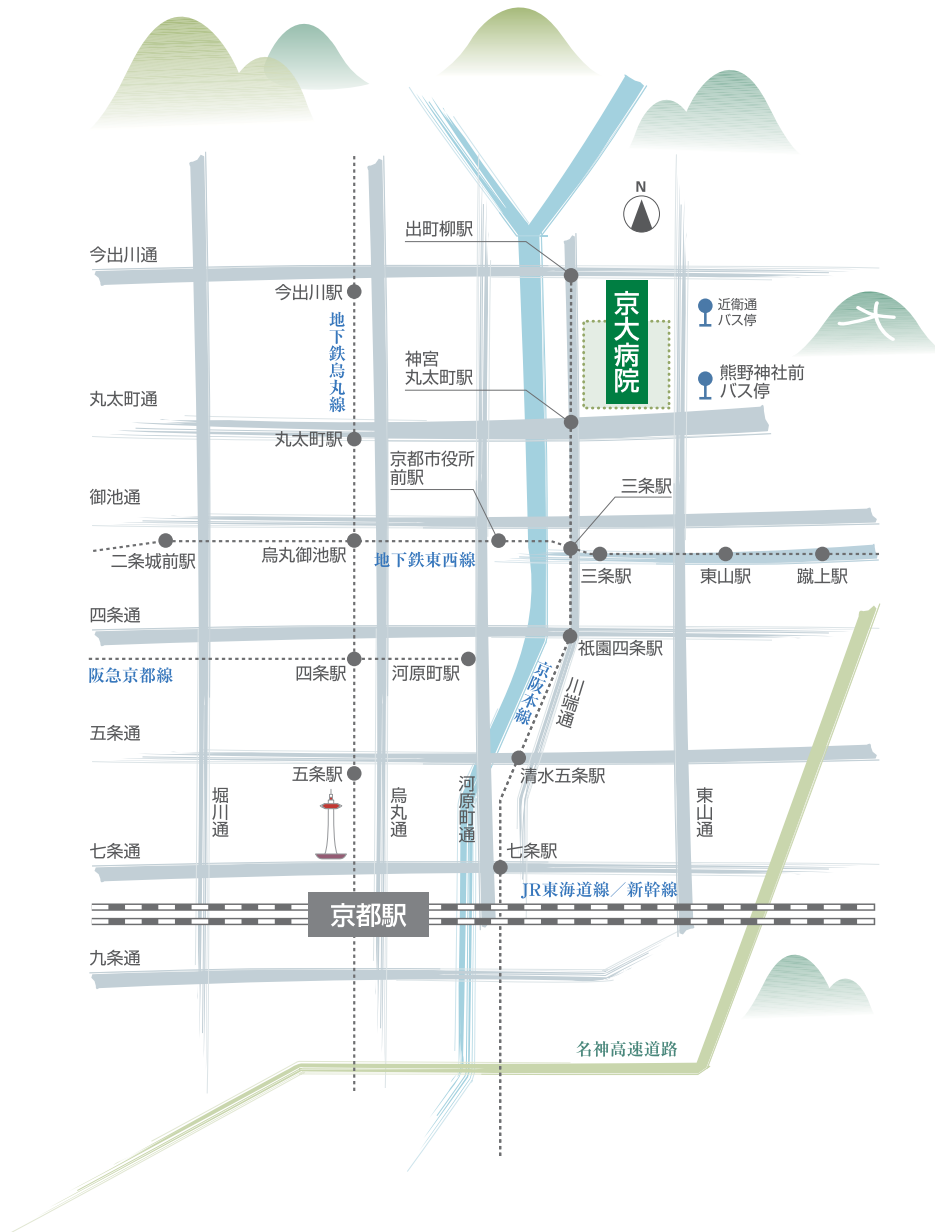 N
出町柳駅
今出川通
今出川駅
地下鉄烏丸線
京大病院
近衛通
バス停
神宮
丸太町駅
熊野神社前
バス停
丸太町通
丸太町駅
京都市役所
前駅
三条駅
御池通
二条城前駅
烏丸御池駅
地下鉄東西線
三条駅
東山駅
蹴上駅
四条通
祇園四条駅
阪急京都線
四条駅
河原町駅
京阪本線
川端通
五条通
五条駅
清水五条駅
堀川通
烏丸通
河原町通
東山通
七条通
七条駅
JR東海道線／新幹線
京都駅
九条通
名神高速道路